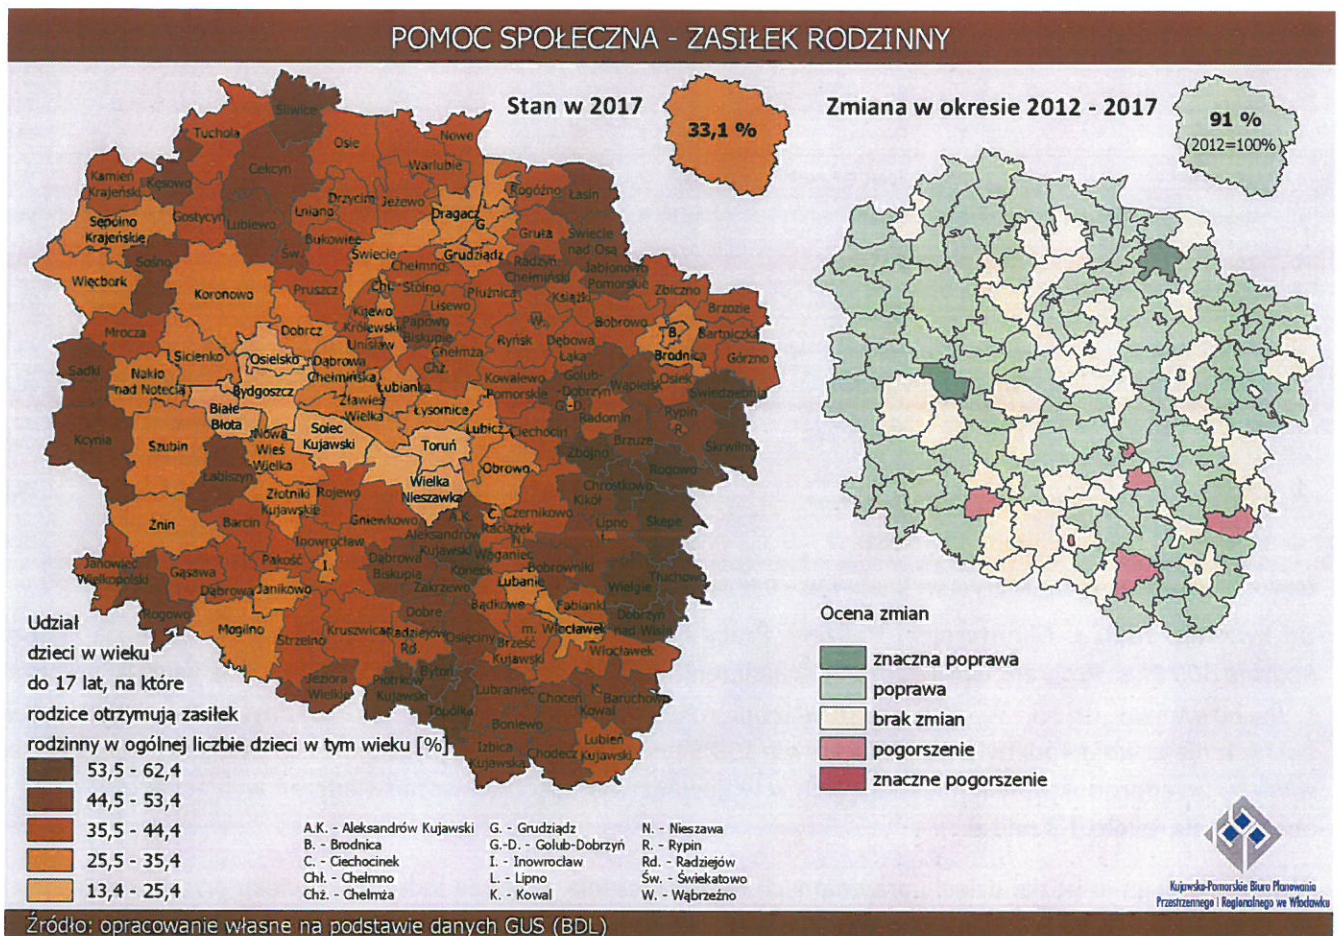 POMOC SPOŁECZNA - ZASIŁEK RODZINNY
Stan w 2017
33,1 %
Zmiana w okresie 2012 - 2017
91 %
(2012=100%)
Śliwice
Tuchola
Osie
Nowe
Cekcyn
Warlubie
Kamień Krajeński
Kęsowo
Rogóźno
Łasin
Drzycim
Jeżewo
Dragacz
G.
Lniano
Gostycyn
Lubiewo
Sępólno Krajeńskie
Gruta
Świecie nad Osą
Bukowiec
Św.
Świecie
Grudziądz
Sośno
Chełmno
Radzyń Chełmiński
Jabłonowo Pomorskie
Więcbork
Koronowo
Pruszcz
Chł.
Stolno
Płużnica
Książki
Zbiczno
Lisewo
Brzozie
Kijewo Królewskie
Papowo Biskupie
W.
Bobrowo
B.
Bartniczka
Mrocza
Dobrcz
Unisław
Ryńsk
Dębowa Łąka
Brodnica
Górzno
Sicienko
Osielsko
Dąbrowa Chełmińska
Chełmża
Chż.
Sadki
Nakło nad Notecią
Bydgoszcz
Łubianka
Kowalewo Pomorskie
Golub-Dobrzyń
G.-D.
Wąpielsk
Osiek
Świedziebnia
Białe Błota
Zławieś Wielka
Łysomice
Radomin
Rypin
R.
Solec Kujawski
Toruń
Lubicz
Ciechocin
Brzuze
Skrwilno
Kcynia
Szubin
Nowa Wieś Wielka
Zbójno
Łabiszyn
Wielka Nieszawka
Obrowo
Rogowo
Chrostkowo
Złotniki Kujawskie
Rojewo
Kikół
Żnin
Barcin
Gniewkowo
A.K.
C.
Czernikowo
Raciążek
Lipno
Skępe
Inowrocław
Aleksandrów Kujawski
N.
L.
Janowiec Wielkopolski
Gąsawa
Pakość
I.
Dąbrowa Biskupia
Koneck
Waganiec
Bobrowniki
Wielgie
Tłuchowo
Dąbrowa
Janikowo
Zakrzewo
Lubanie
Rogowo
Bądkowo
Fabianki
Dobrzyń nad Wisłą
Mogilno
Dobre
m. Włocławek
Strzelno
Kruszwica
Radziejów
Rd.
Osięciny
Brześć Kujawski
Włocławek
Jeziora Wielkie
Piotrków Kujawski
Bytoń
Lubraniec
Choceń
K.
Baruchowo
Kowal
Topólka
Boniewo
Izbica Kujawska
Chodecz
Lubień Kujawski
Udział
dzieci w wieku
do 17 lat, na które
rodzice otrzymują zasiłek
rodzinny w ogólnej liczbie dzieci w tym wieku [%]
53,5 - 62,4
44,5 - 53,4
35,5 - 44,4
25,5 - 35,4
13,4 - 25,4
A.K. - Aleksandrów Kujawski
B. - Brodnica
C. - Ciechocinek
Chł. - Chełmno
Chż. - Chełmża
G. - Grudziądz
G.-D. - Golub-Dobrzyń
I. - Inowrocław
L. - Lipno
K. - Kowal
N. - Nieszawa
R. - Rypin
Rd. - Radziejów
Św. - Świekatowo
W. - Wąbrzeźno
Ocena zmian
znaczna poprawa
poprawa
brak zmian
pogorszenie
znaczne pogorszenie
Kujawsko-Pomorskie Biuro Planowania
Przestrzennego i Regionalnego we Włocławku
Źródło: opracowanie własne na podstawie danych GUS (BDL)